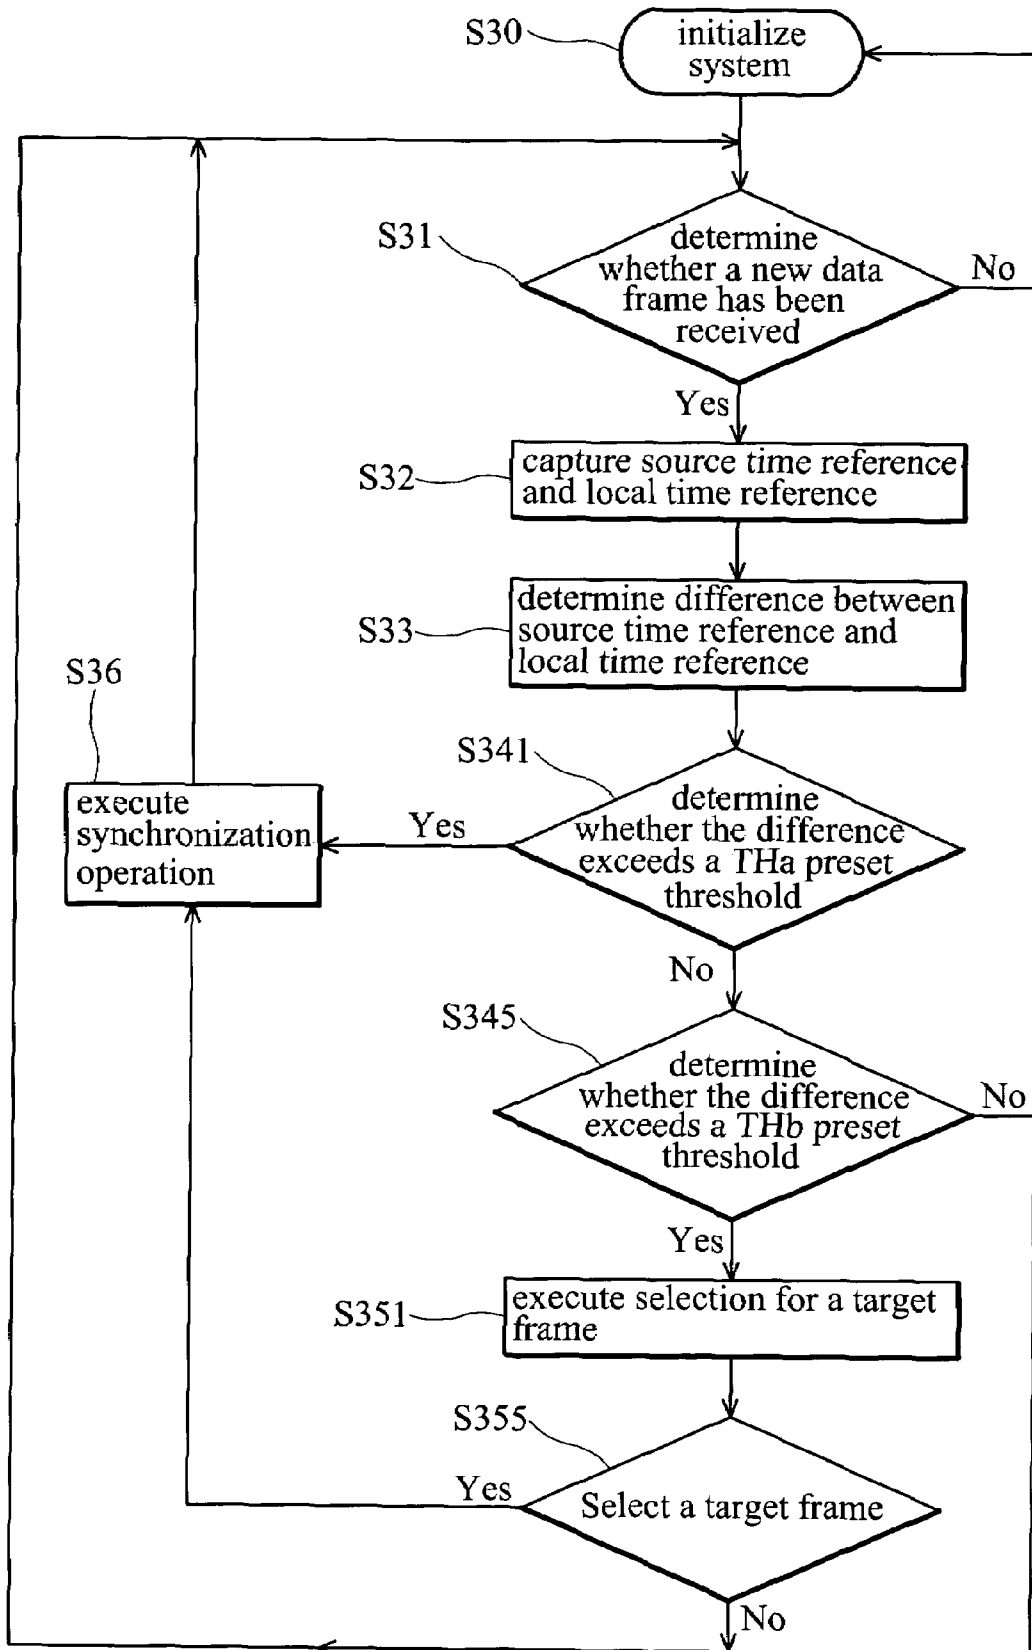 S30
initialize
system
S31
determine
whether a new data
frame has been
received
No
Yes
S32
capture source time reference
and local time reference
S33
determine difference between
source time reference and
local time reference
S36
execute
synchronization
operation
S341
Yes
determine
whether the difference
exceeds a THa preset
threshold
No
S345
determine
whether the difference
exceeds a THb preset
threshold
No
Yes
S351
execute selection for a target
frame
S355
Yes
Select a target frame
No